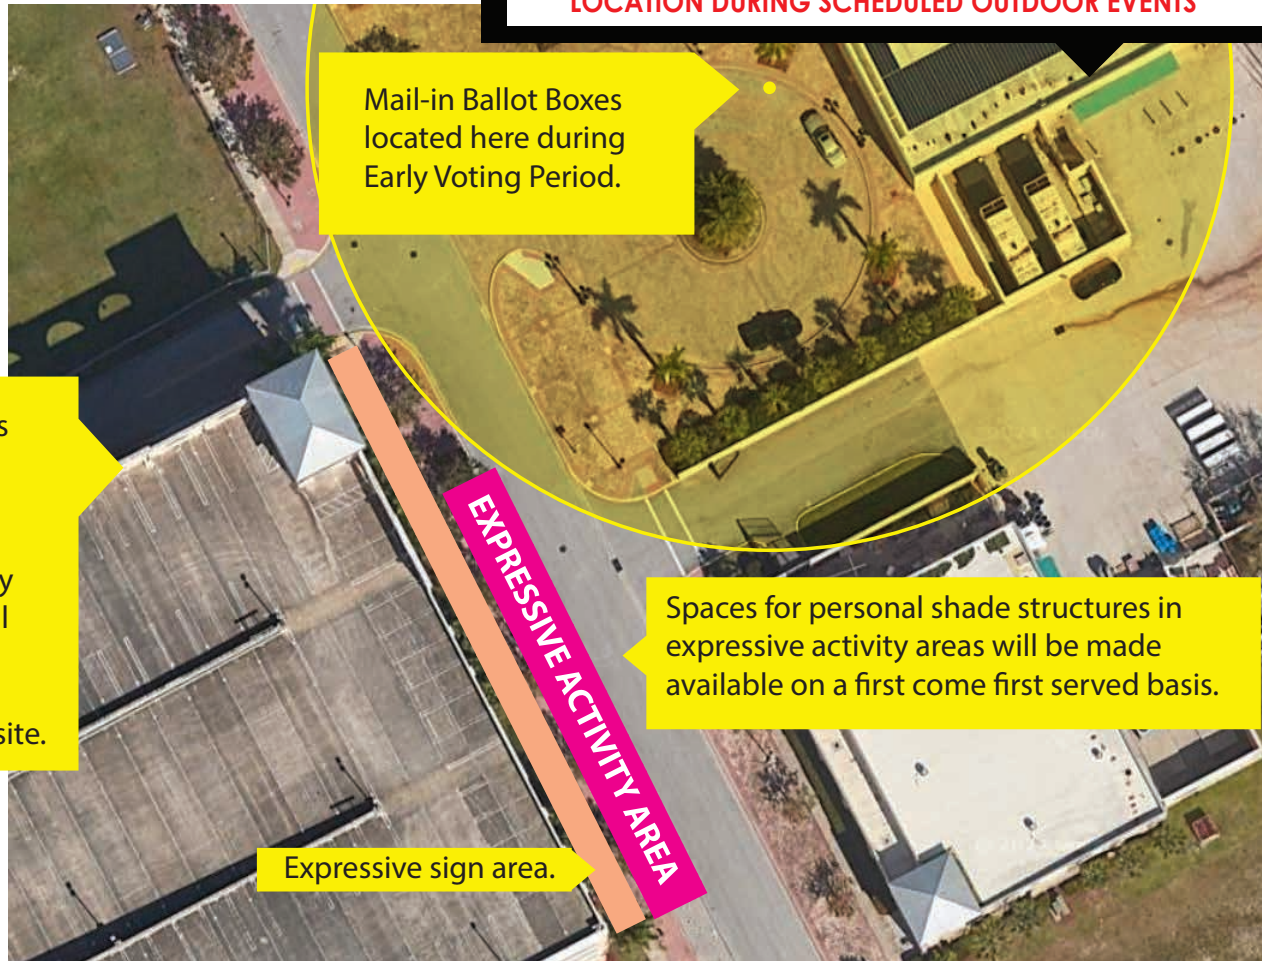 LOCATION DURING SCHEDULED OUTDOOR EVENTS
Mail-in Ballot Boxes
located here during
Early Voting Period.
s
y
l
site.
EXPRESSIVE ACTIVITY AREA
Spaces for personal shade structures in
expressive activity areas will be made
available on a first come first served basis.
Expressive sign area.